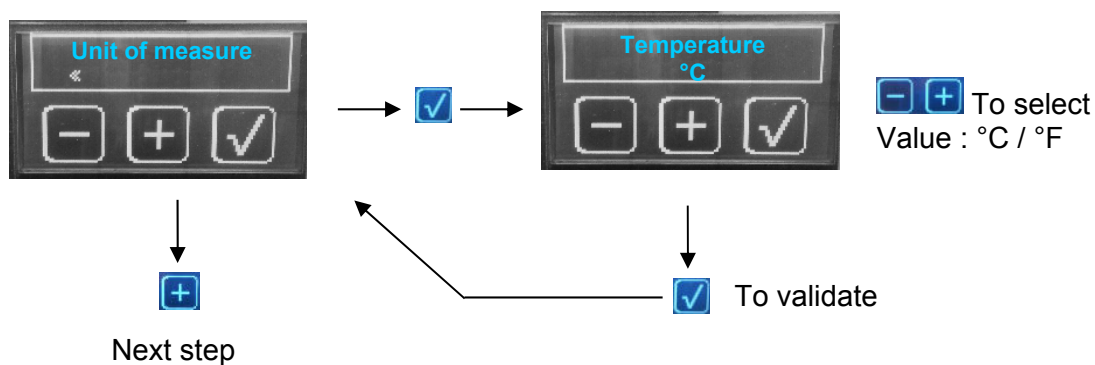 Unit of measure
«
Temperature
°C
To select
Value : °C / °F
To validate
Next step